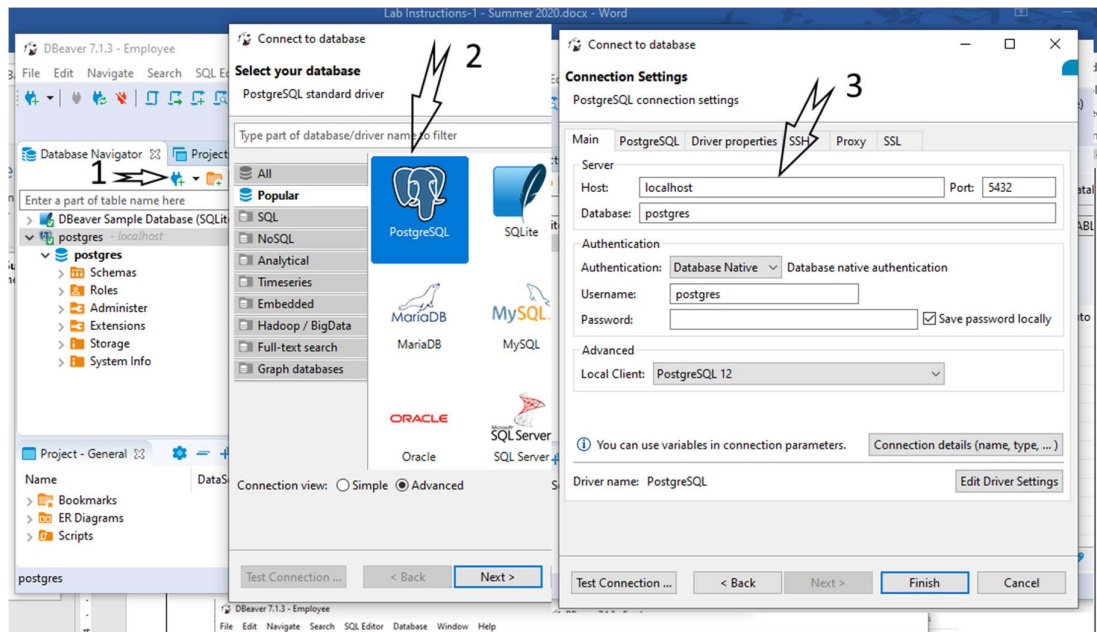 Lab Instructions-1 - Summer 2020.docx - Word
DBeaver 7.1.3 - Employee
File Edit Navigate Search SQL
Database Navigator
Project
1
Enter a part of table name here
DBeaver Sample Database (SQLit
postgres - localhost
postgres
Schemas
Roles
Administer
Extensions
Storage
System Info
Project - General
Name
DataS
Bookmarks
ER Diagrams
Scripts
postgres
Connect to database
2
Select your database
PostgreSQL standard driver
Type part of database/driver name to filter
All
Popular
SQL
NoSQL
Analytical
Timeseries
Embedded
Hadoop / BigData
Full-text search
Graph databases
PostgreSQL
SQLite
MariaDB
MySQL
MariaDB
MySQL
ORACLE
Microsoft
SQL Server
Oracle
SQL Server
Connection view: Simple Advanced
Test Connection ... < Back Next >
Connect to database
Connection Settings
3
PostgreSQL connection settings
Main PostgreSQL Driver properties SSH Proxy SSL
Server
Host: localhost Port: 5432
Database: postgres
Authentication
Authentication: Database Native Database native authentication
Username: postgres
Password: Save password locally
Advanced
Local Client: PostgreSQL 12
You can use variables in connection parameters. Connection details (name, type, ... )
Driver name: PostgreSQL Edit Driver Settings
Test Connection ... < Back Next > Finish Cancel
DBeaver 7.1.3 - Employee
File Edit Navigate Search SQL Editor Database Window Help